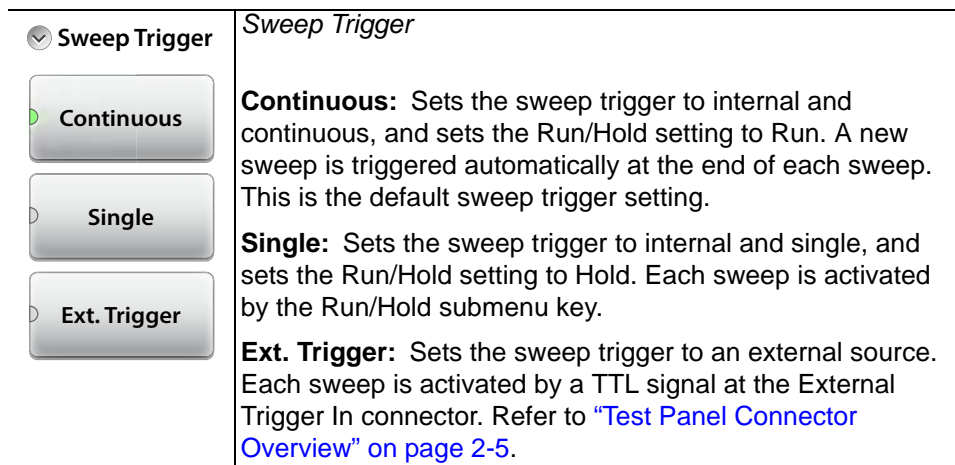 Sweep Trigger
Continuous
Single
Ext. Trigger
Sweep Trigger
Continuous: Sets the sweep trigger to internal and
continuous, and sets the Run/Hold setting to Run. A new
sweep is triggered automatically at the end of each sweep.
This is the default sweep trigger setting.
Single: Sets the sweep trigger to internal and single, and
sets the Run/Hold setting to Hold. Each sweep is activated
by the Run/Hold submenu key.
Ext. Trigger: Sets the sweep trigger to an external source.
Each sweep is activated by a TTL signal at the External
Trigger In connector. Refer to “Test Panel Connector
Overview” on page 2-5.